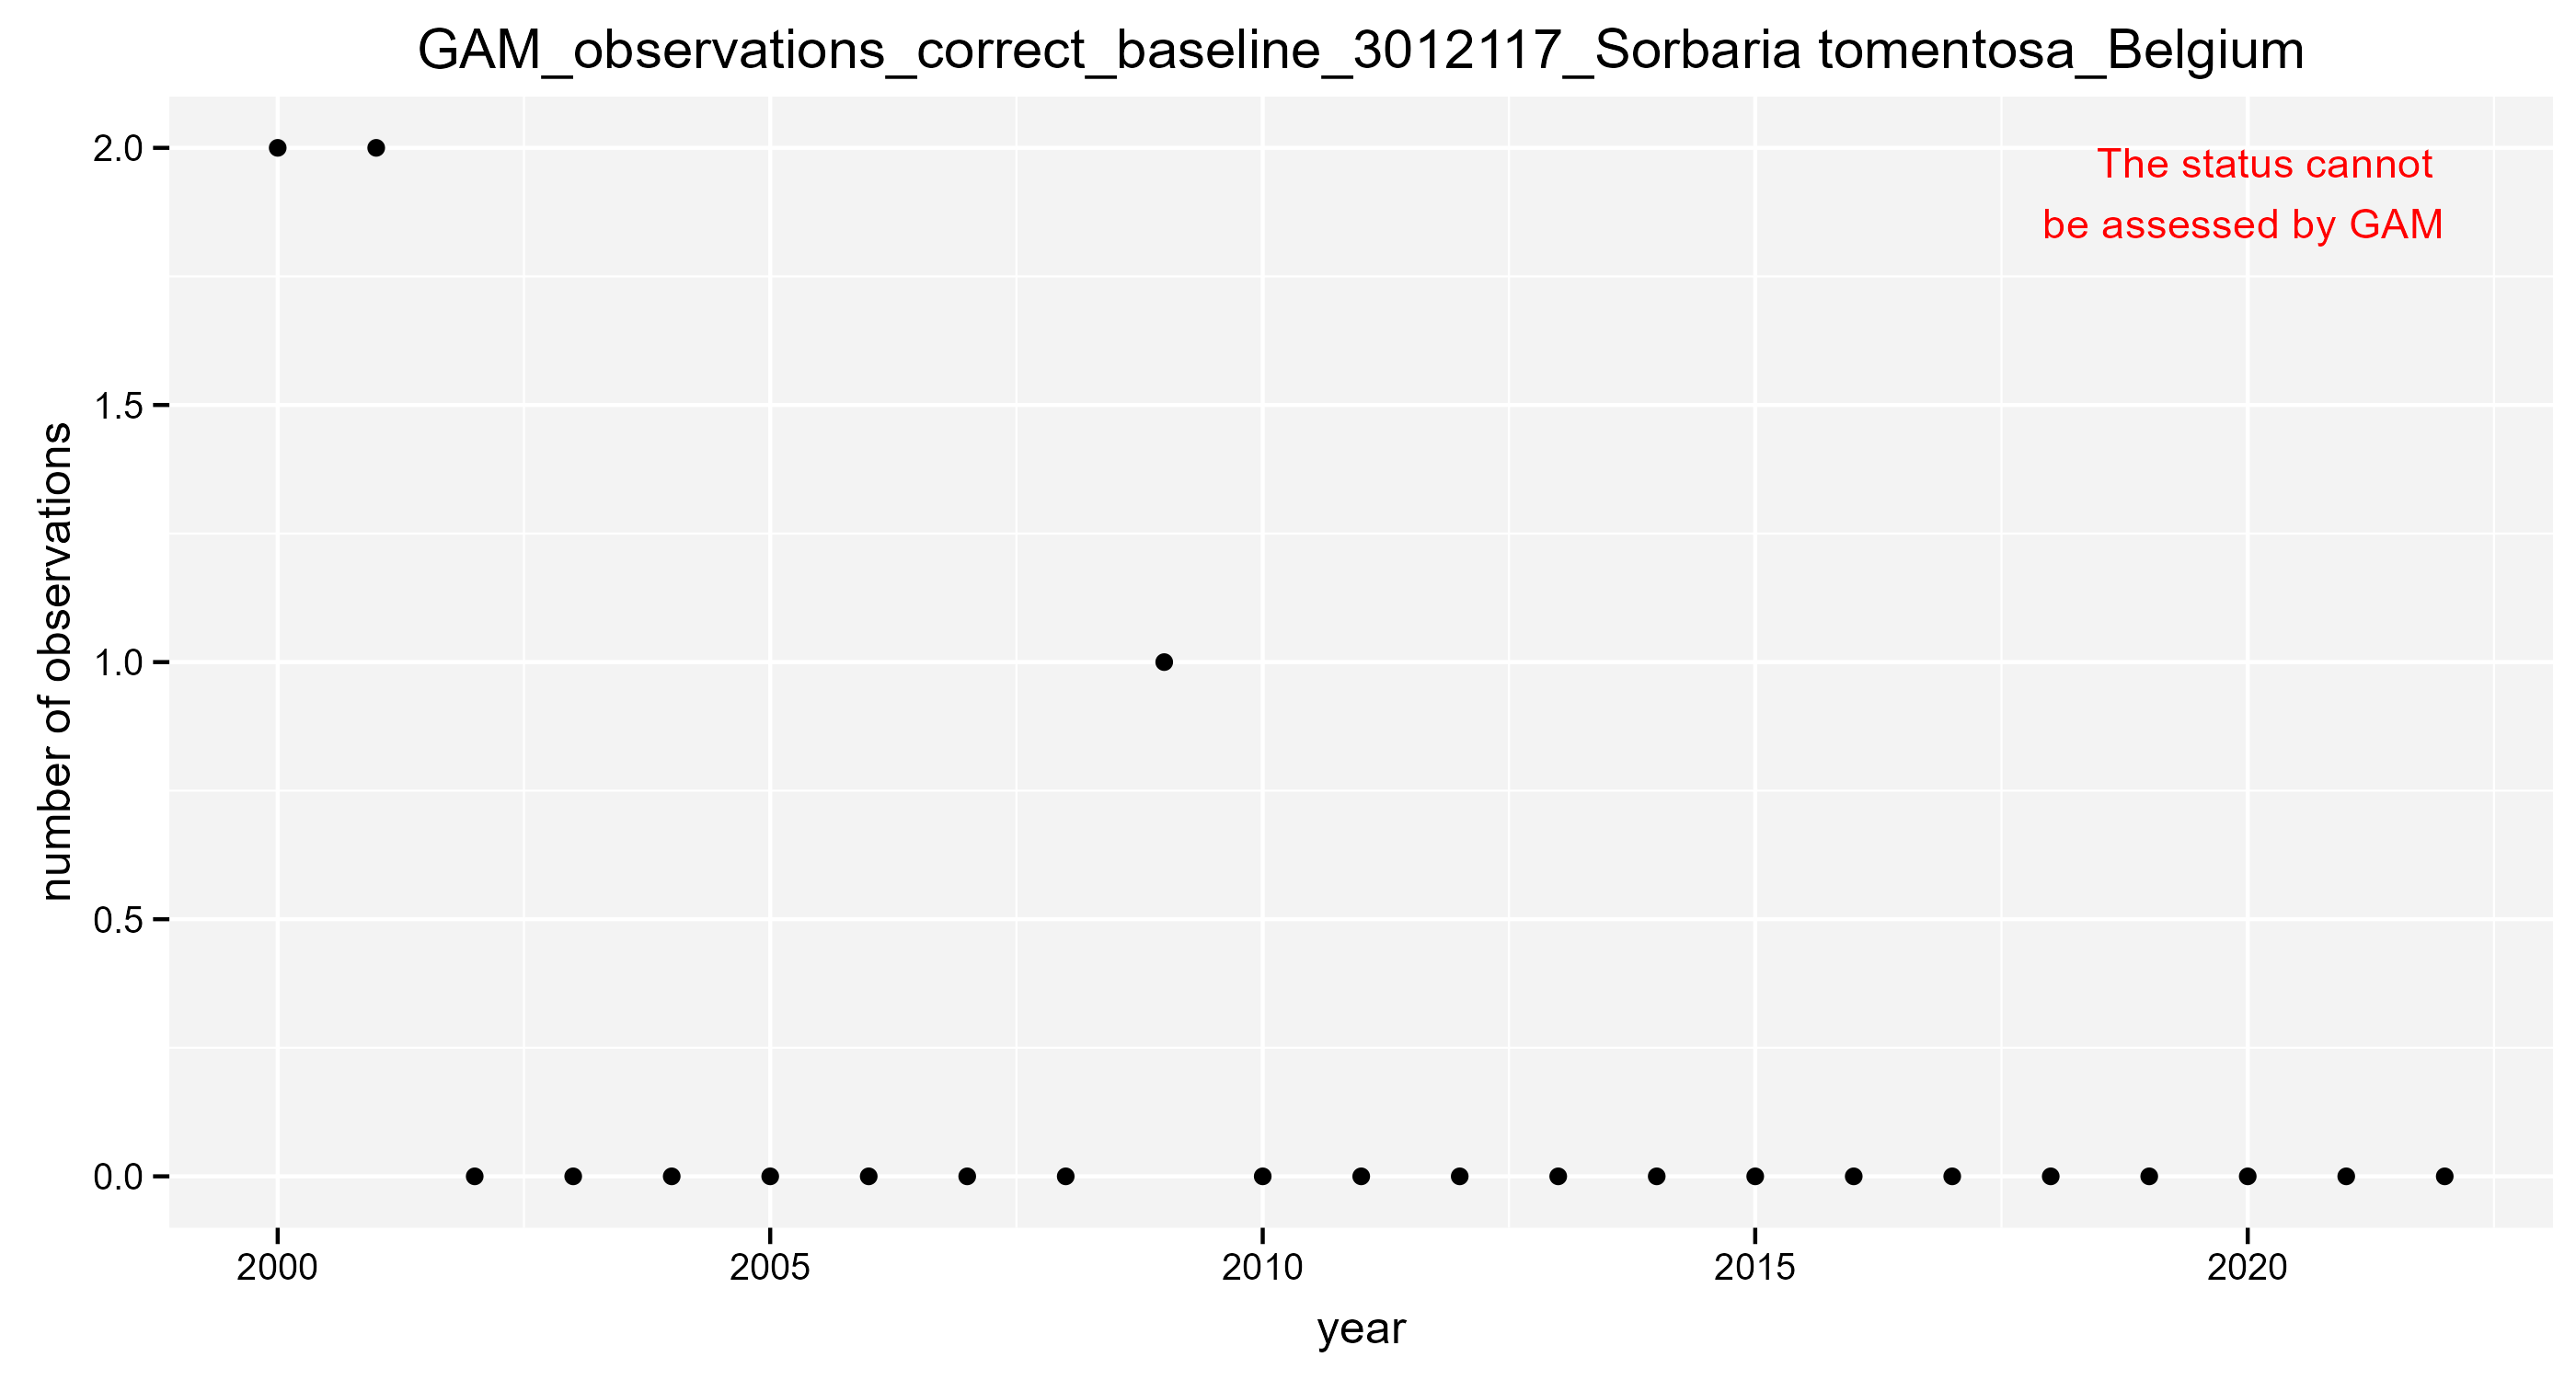 GAM_observations_correct_baseline_3012117_Sorbaria tomentosa_Belgium
2.0
The status cannot
be assessed by GAM
1.5
number of observations
1.0
0.5
0.0
2000 2005 2010 2015 2020
year